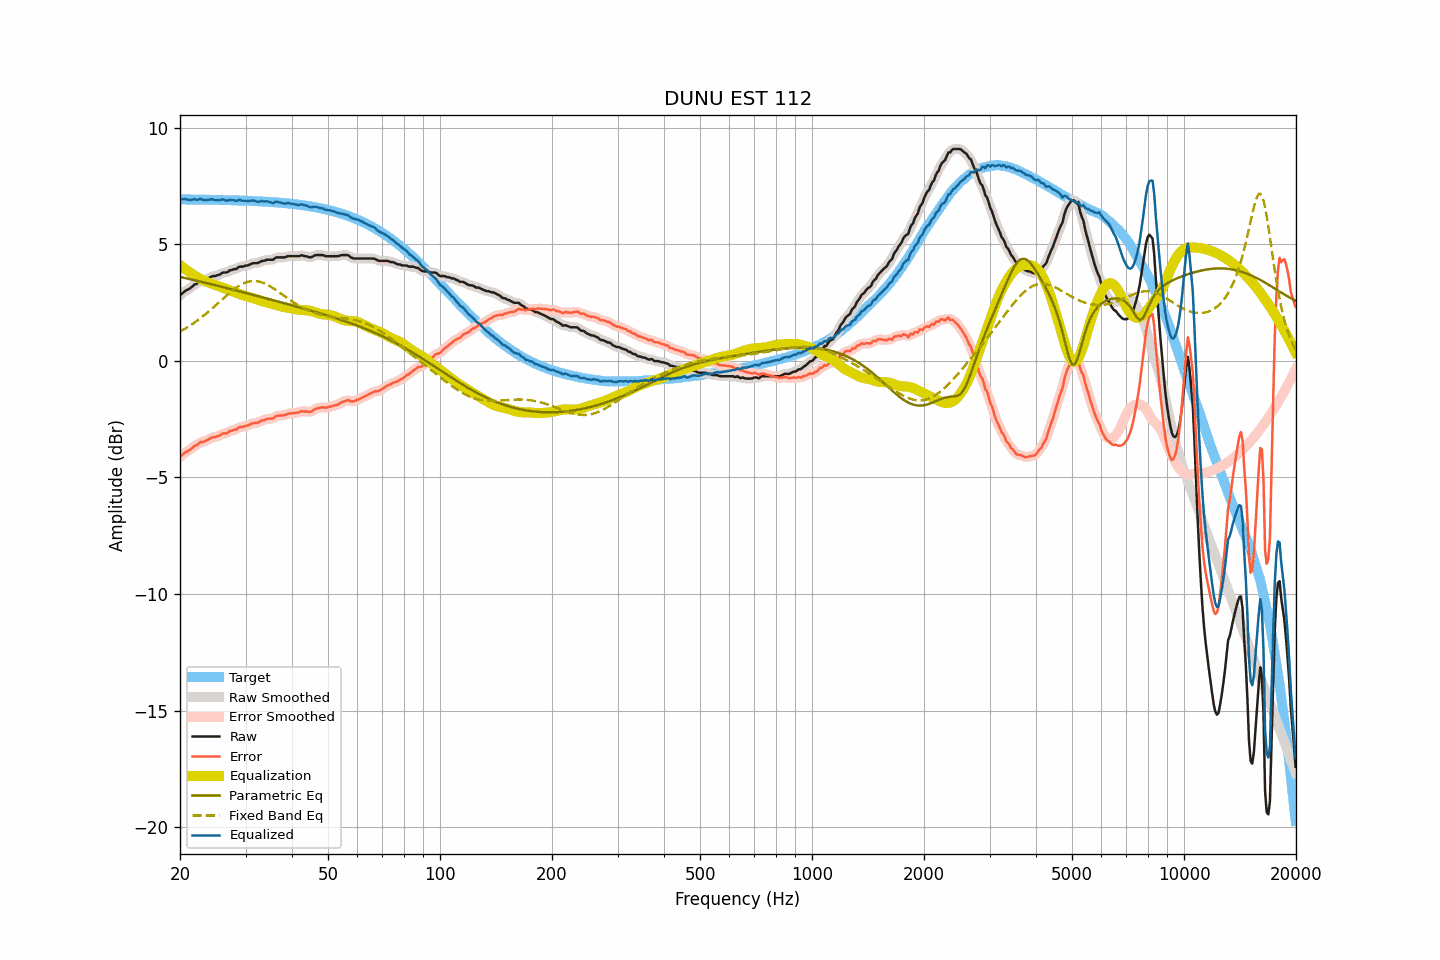 DUNU EST 112
Amplitude (dBr)
10
5
0
−5
−10
−15
−20
Target
Raw Smoothed
Error Smoothed
Raw
Error
Equalization
Parametric Eq
Fixed Band Eq
Equalized
20 50 100 200 500 1000 2000 5000 10000 20000
Frequency (Hz)